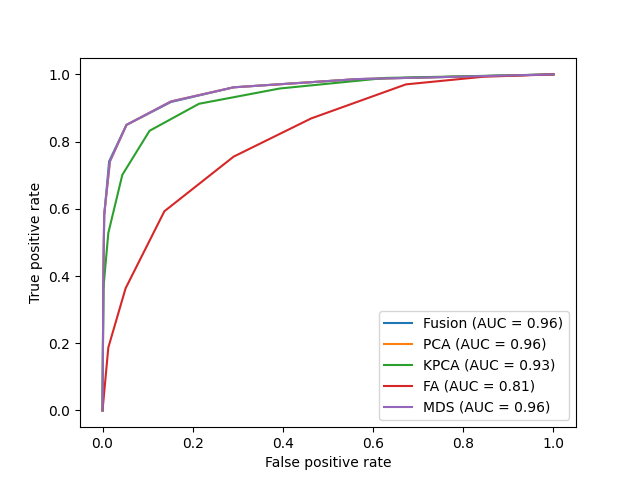 1.0
0.8
0.6
0.4
0.2
0.0
True positive rate
0.0 0.2 0.4 0.6 0.8 1.0
False positive rate
Fusion (AUC = 0.96)
PCA (AUC = 0.96)
KPCA (AUC = 0.93)
FA (AUC = 0.81)
MDS (AUC = 0.96)